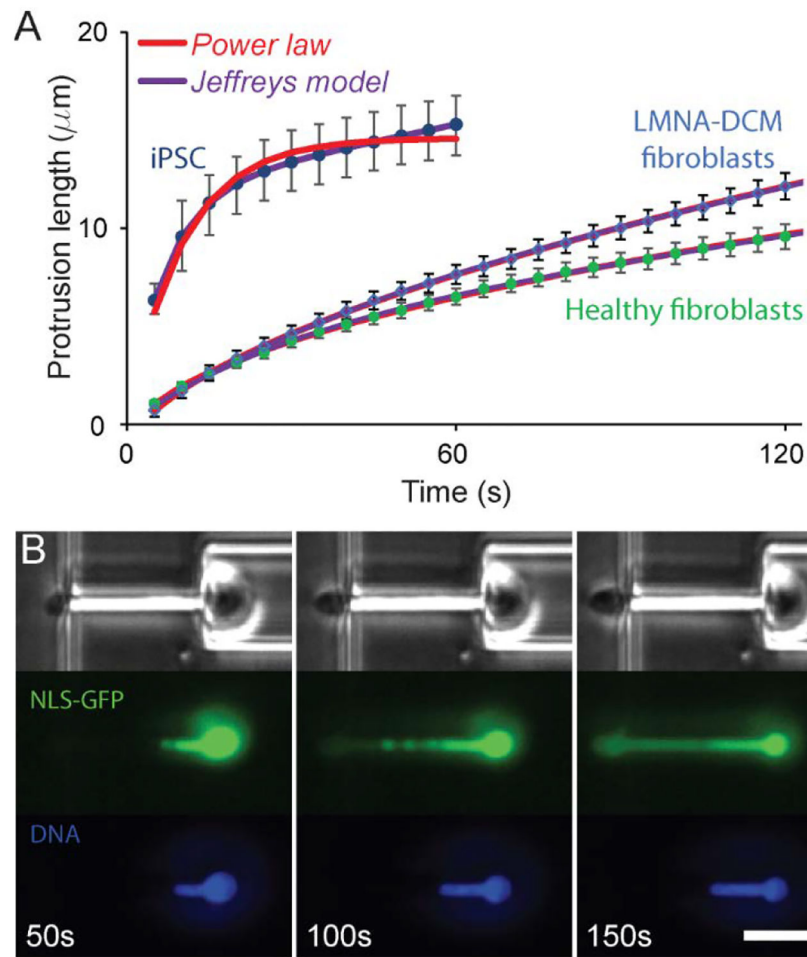 A
20
Power law
Jeffreys model
iPSC
LMNA-DCM
fibroblasts
10
Healthy fibroblasts
0
0
60
120
Protrusion length (μm)
Time (s)
B
NLS-GFP
DNA
50s
100s
150s